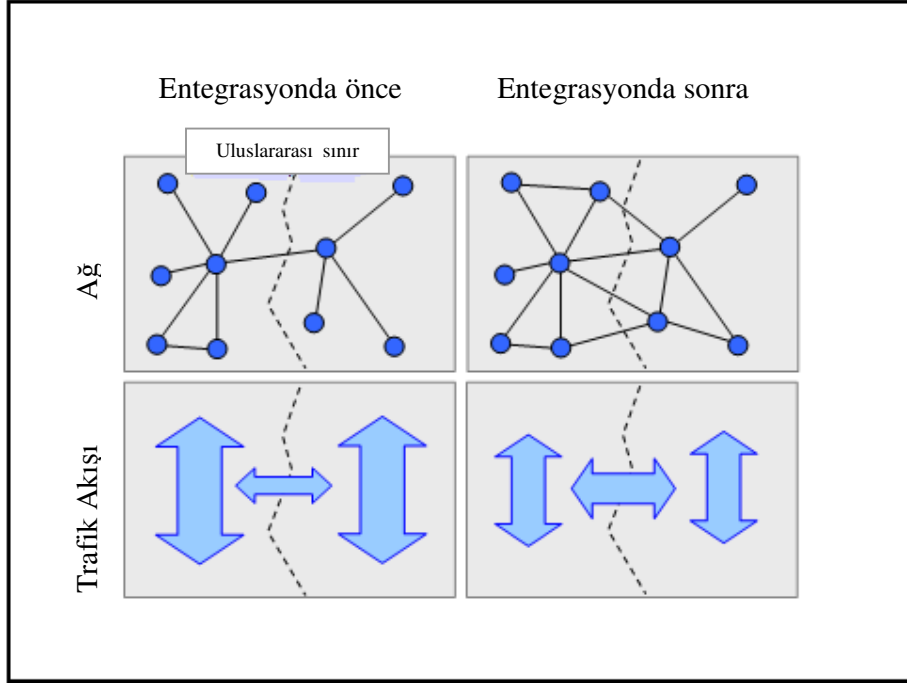 Entegrasyonda önce
Entegrasyonda sonra
Uluslararası sınır
Ağ
Trafik Akışı